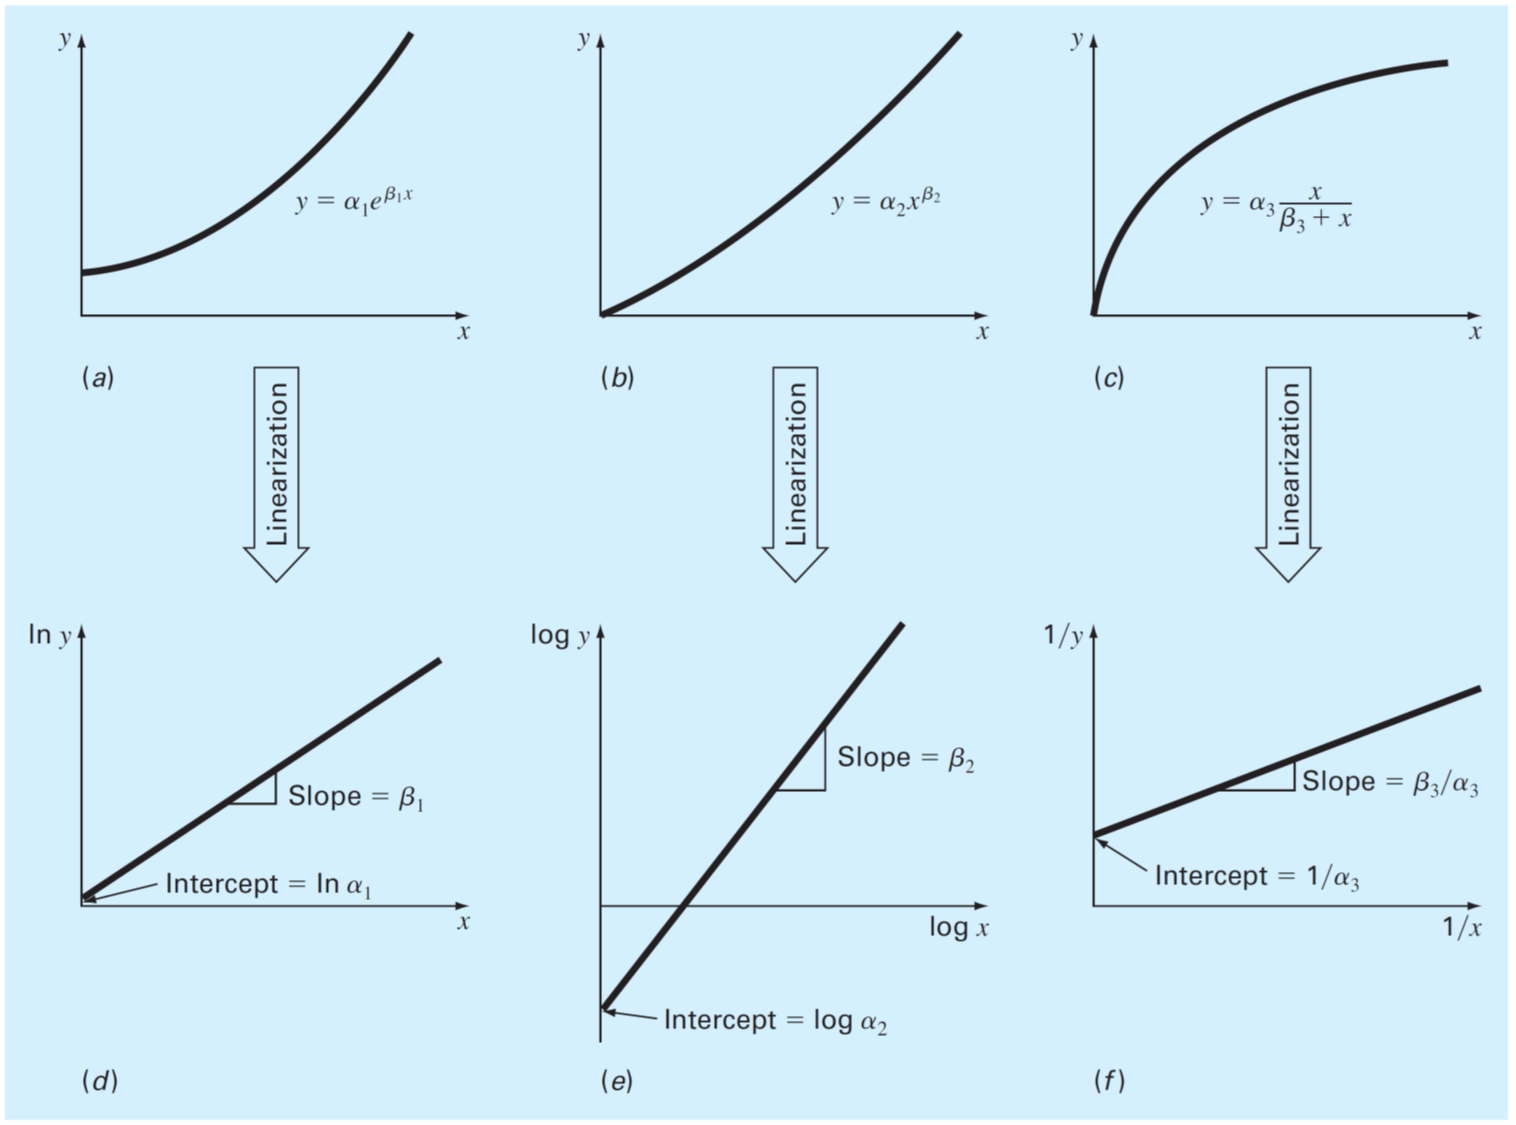 y
y = α₁e^{β₁x}
x
(a)
y
y = α₂x^{β₂}
x
(b)
y
y = α₃ x/(β₃ + x)
x
(c)
Linearization
Linearization
Linearization
ln y
Slope = β₁
Intercept = ln α₁
x
(d)
log y
Slope = β₂
log x
Intercept = log α₂
(e)
1/y
Slope = β₃/α₃
Intercept = 1/α₃
1/x
(f)